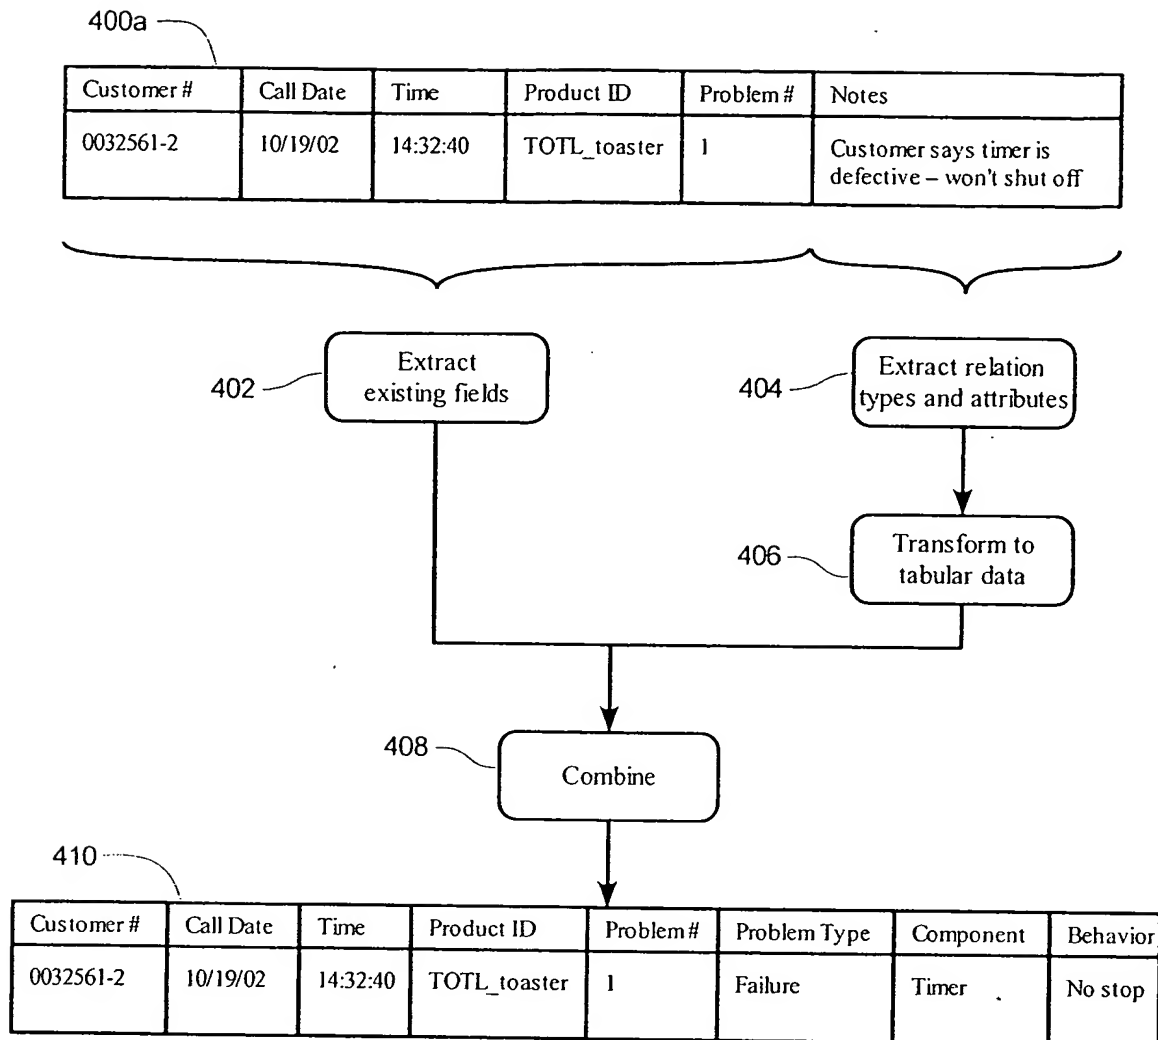 400a
Customer # Call Date Time Product ID Problem # Notes
0032561-2 10/19/02 14:32:40 TOTL_toaster 1 Customer says timer is
defective – won't shut off
Extract
existing fields
402
Extract relation
types and attributes
404
Transform to
tabular data
406
408
Combine
410
Customer # Call Date Time Product ID Problem # Problem Type Component Behavior
0032561-2 10/19/02 14:32:40 TOTL_toaster 1 Failure Timer No stop